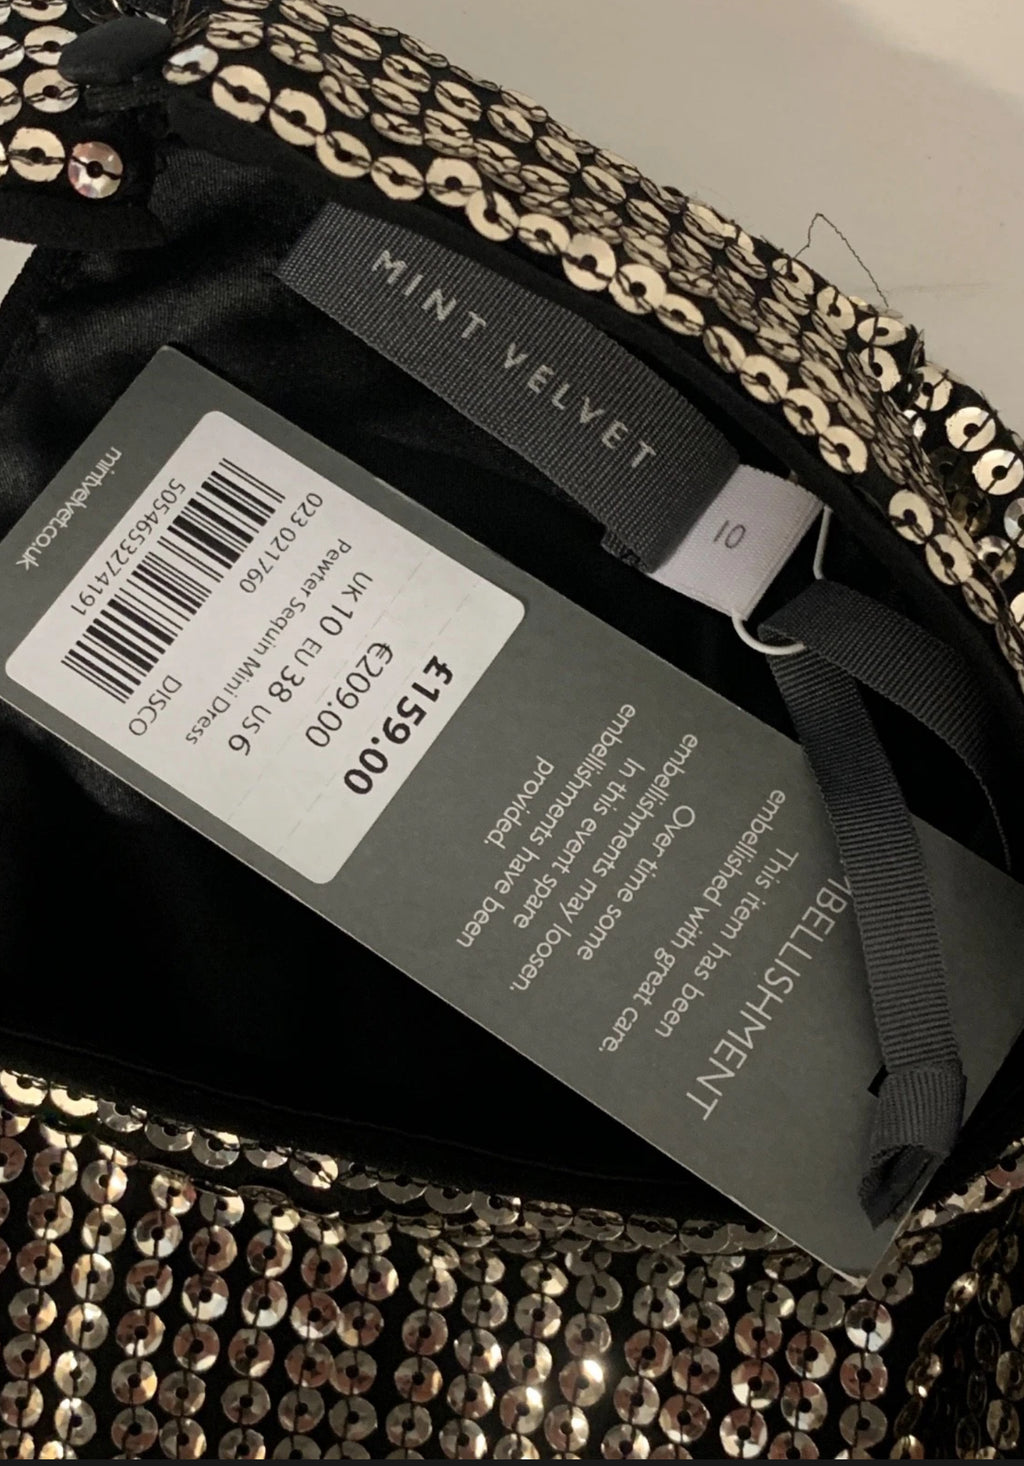 MINT VELVET
10
EMBELLISHMENT
This item has been
embellished with great care.
Over time some
embellishments may loosen.
In this event spare
embellishments have been
provided.
£159.00
€209.00
UK 10 EU 38 US 6
Pewter Sequin Mini Dress
023 021760 DISCO
5054653274191
mintvelvet.co.uk